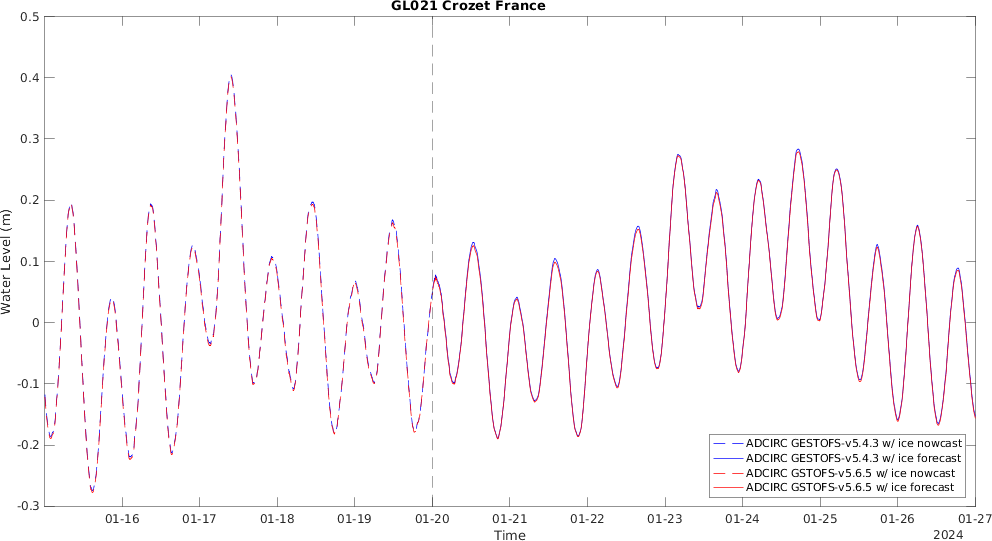 GL021 Crozet France
0.5
0.4
0.3
0.2
0.1
0
-0.1
-0.2
-0.3
Water Level (m)
01-16 01-17 01-18 01-19 01-20 01-21 01-22 01-23 01-24 01-25 01-26 01-27
Time
2024
ADCIRC GESTOFS-v5.4.3 w/ ice nowcast
ADCIRC GESTOFS-v5.4.3 w/ ice forecast
ADCIRC GSTOFS-v5.6.5 w/ ice nowcast
ADCIRC GSTOFS-v5.6.5 w/ ice forecast